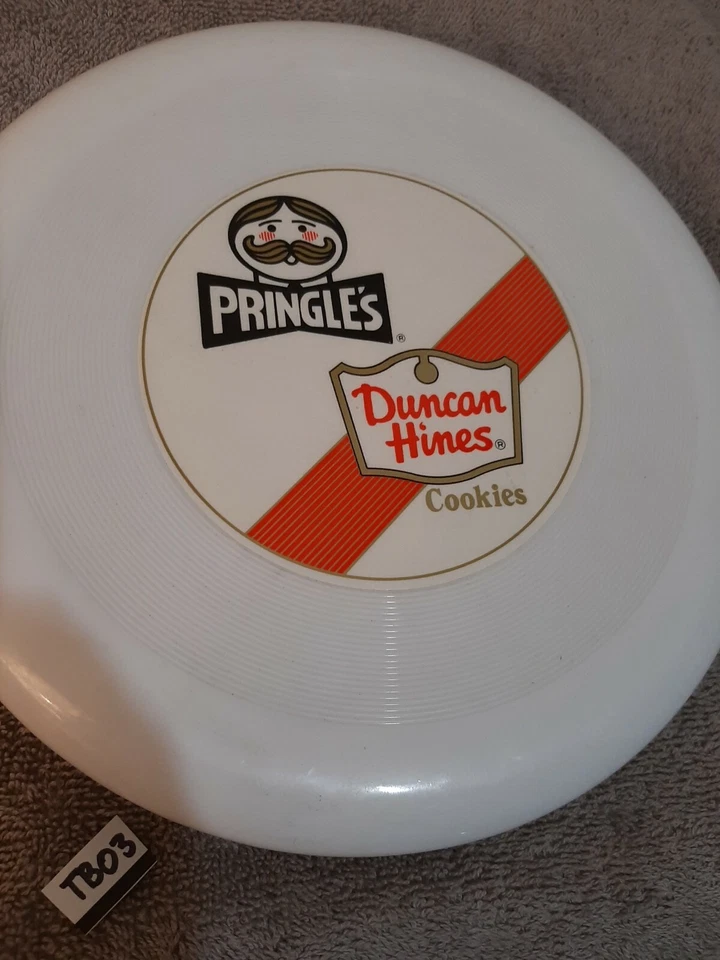 PRINGLE'S®
Duncan
Hines®
Cookies
TB03